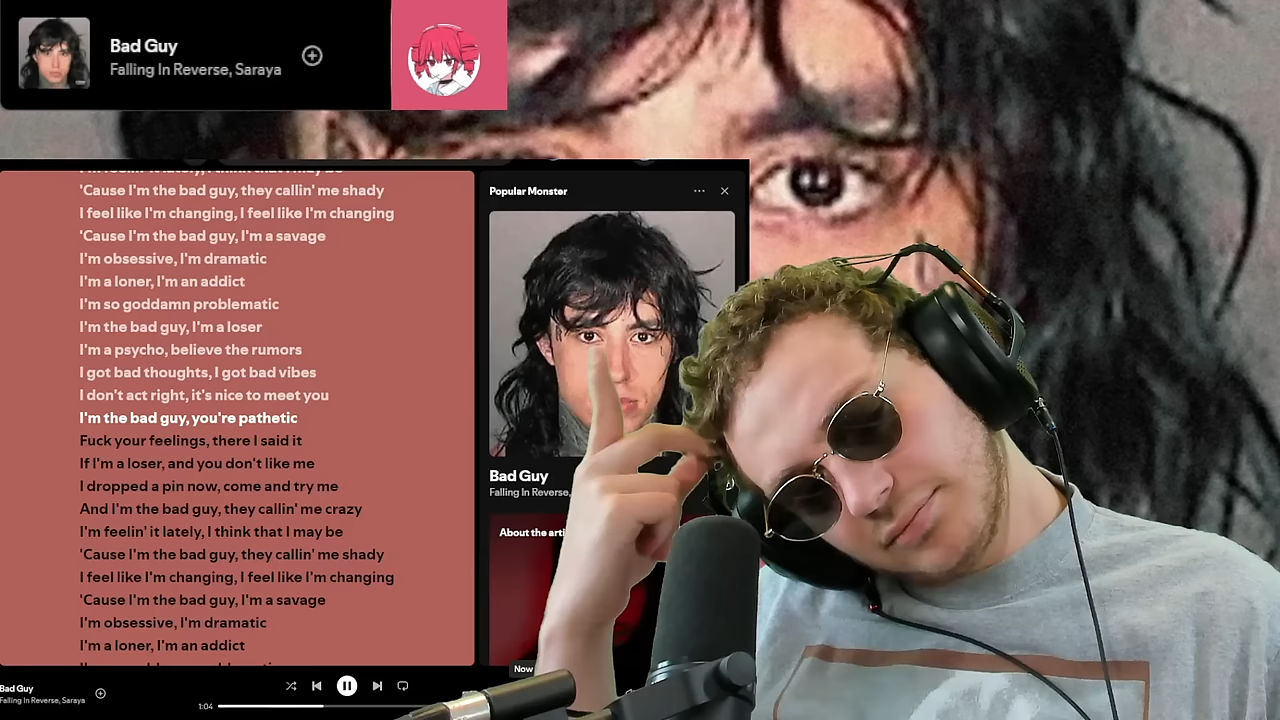 Bad Guy
Falling In Reverse, Saraya
'Cause I'm the bad guy, they callin' me shady
I feel like I'm changing, I feel like I'm changing
'Cause I'm the bad guy, I'm a savage
I'm obsessive, I'm dramatic
I'm a loner, I'm an addict
I'm so goddamn problematic
I'm the bad guy, I'm a loser
I'm a psycho, believe the rumors
I got bad thoughts, I got bad vibes
I don't act right, it's nice to meet you
I'm the bad guy, you're pathetic
Fuck your feelings, there I said it
If I'm a loser, and you don't like me
I dropped a pin now, come and try me
And I'm the bad guy, they callin' me crazy
I'm feelin' it lately, I think that I may be
'Cause I'm the bad guy, they callin' me shady
I feel like I'm changing, I feel like I'm changing
'Cause I'm the bad guy, I'm a savage
I'm obsessive, I'm dramatic
I'm a loner, I'm an addict
Popular Monster
Bad Guy
Falling In Reverse,
About the arti
Now
Bad Guy
Falling In Reverse, Saraya
1:04